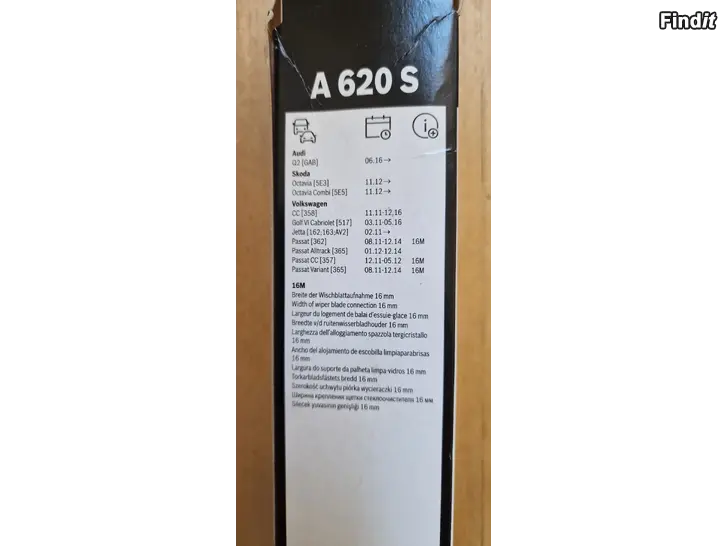 Findit
A 620 S
Audi
Q2 [GAB] 06.16→
Skoda
Octavia [5E3] 11.12→
Octavia Combi [5E5] 11.12→
Volkswagen
CC [358] 11.11-12.16
Golf VI Cabriolet [517] 03.11-05.16
Jetta [162;163;AV2] 02.11→
Passat [362] 08.11-12.14 16M
Passat Alltrack [365] 01.12-12.14
Passat CC [357] 12.11-05.12 16M
Passat Variant [365] 08.11-12.14 16M
16M
Breite der Wischblattaufnahme 16 mm
Width of wiper blade connection 16 mm
Largeur du logement de balai d'essuie-glace 16 mm
Breedte v/d ruitenwisserbladhouder 16 mm
Larghezza dell'alloggiamento spazzola tergicristallo
16 mm
Ancho del alojamiento de escobilla limpiaparabrisas
16 mm
Largura do suporte da palheta limpa-vidros 16 mm
Torkarbladsfästets bredd 16 mm
Szerokość uchwytu piórka wycieraczki 16 mm
Ширина крепления щетки стеклоочистителя 16 мм
Silecek yuvasının genişliği 16 mm